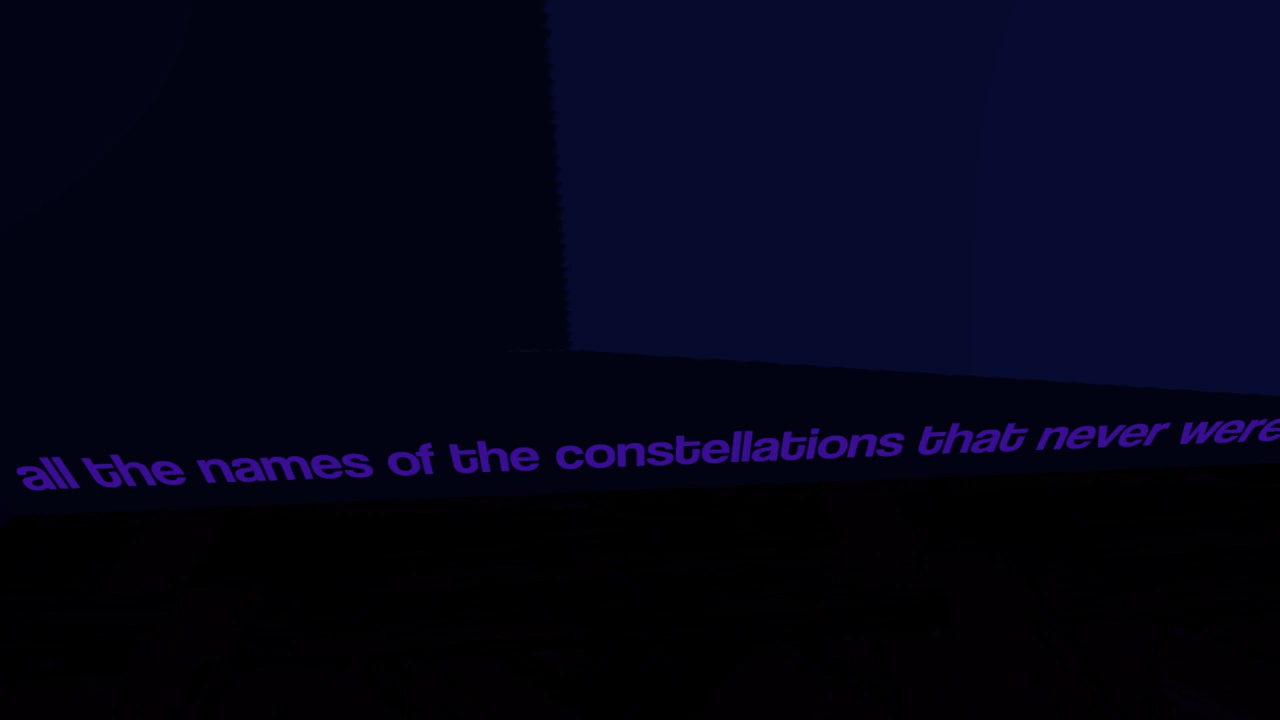 all the names of the constellations that never were